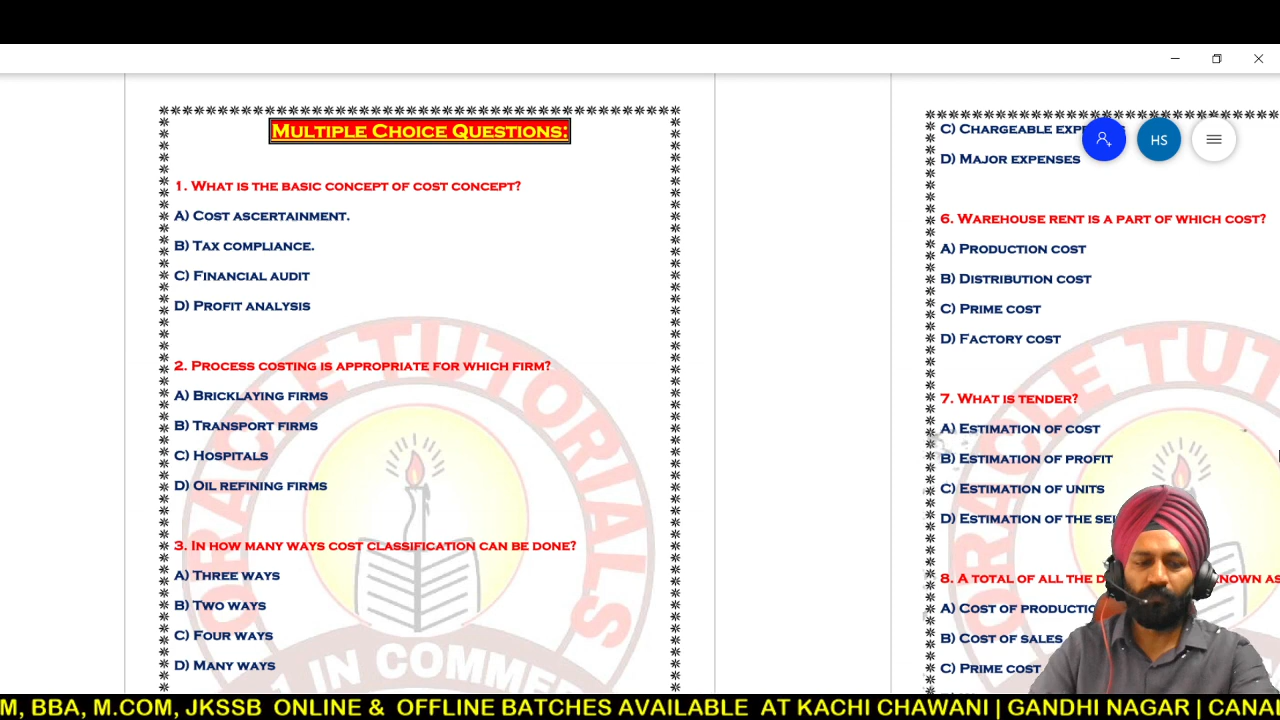 MULTIPLE CHOICE QUESTIONS:
1. WHAT IS THE BASIC CONCEPT OF COST CONCEPT?
A) COST ASCERTAINMENT.
B) TAX COMPLIANCE.
C) FINANCIAL AUDIT
D) PROFIT ANALYSIS
2. PROCESS COSTING IS APPROPRIATE FOR WHICH FIRM?
A) BRICKLAYING FIRMS
B) TRANSPORT FIRMS
C) HOSPITALS
D) OIL REFINING FIRMS
3. IN HOW MANY WAYS COST CLASSIFICATION CAN BE DONE?
A) THREE WAYS
B) TWO WAYS
C) FOUR WAYS
D) MANY WAYS
ORACLE TUTORIALS
IN COMME
C) CHARGEABLE EXP
D) MAJOR EXPENSES
HS
6. WAREHOUSE RENT IS A PART OF WHICH COST?
A) PRODUCTION COST
B) DISTRIBUTION COST
C) PRIME COST
D) FACTORY COST
7. WHAT IS TENDER?
A) ESTIMATION OF COST
B) ESTIMATION OF PROFIT
C) ESTIMATION OF UNITS
D) ESTIMATION OF THE SE
8. A TOTAL OF ALL THE D NOWN AS
A) COST OF PRODUCTIO
B) COST OF SALES
C) PRIME COST
ORACLE TUT
M, BBA, M.COM, JKSSB ONLINE & OFFLINE BATCHES AVAILABLE AT KACHI CHAWANI | GANDHI NAGAR | CANA